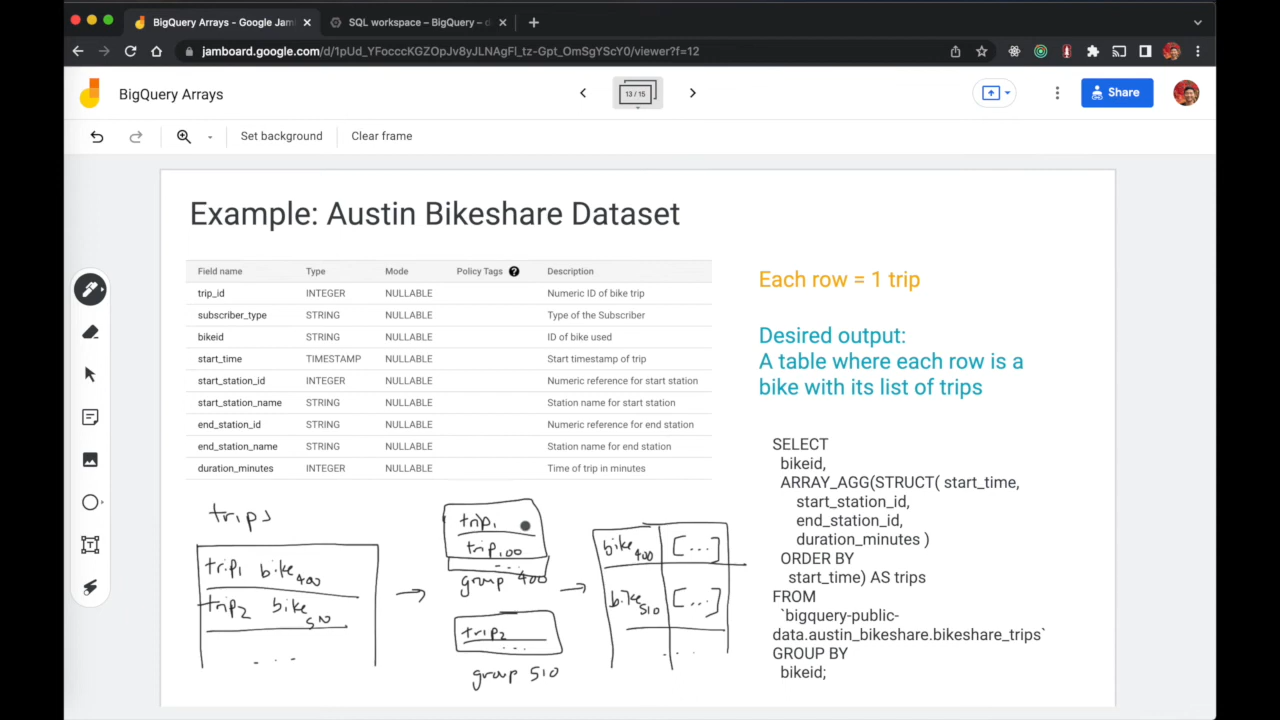 BigQuery Arrays - Google Jam
SQL workspace – BigQuery – d
jamboard.google.com/d/1pUd_YFocccKGZOpJv8yJLNAgFl_tz-Gpt_OmSgYScY0/viewer?f=12
BigQuery Arrays
13 / 15
Share
Set background
Clear frame
Example: Austin Bikeshare Dataset
Field name Type Mode Policy Tags ? Description
trip_id INTEGER NULLABLE Numeric ID of bike trip
subscriber_type STRING NULLABLE Type of the Subscriber
bikeid STRING NULLABLE ID of bike used
start_time TIMESTAMP NULLABLE Start timestamp of trip
start_station_id INTEGER NULLABLE Numeric reference for start station
start_station_name STRING NULLABLE Station name for start station
end_station_id STRING NULLABLE Numeric reference for end station
end_station_name STRING NULLABLE Station name for end station
duration_minutes INTEGER NULLABLE Time of trip in minutes
Each row = 1 trip
Desired output:
A table where each row is a
bike with its list of trips
SELECT
bikeid,
ARRAY_AGG(STRUCT( start_time,
start_station_id,
end_station_id,
duration_minutes )
ORDER BY
start_time) AS trips
FROM
`bigquery-public-
data.austin_bikeshare.bikeshare_trips`
GROUP BY
bikeid;
trips
trip1 bike400
trip2 bike510
...
trip1
trip100
...
group 400
trip2
...
group 510
bike400 [...]
bike510 [...]
...